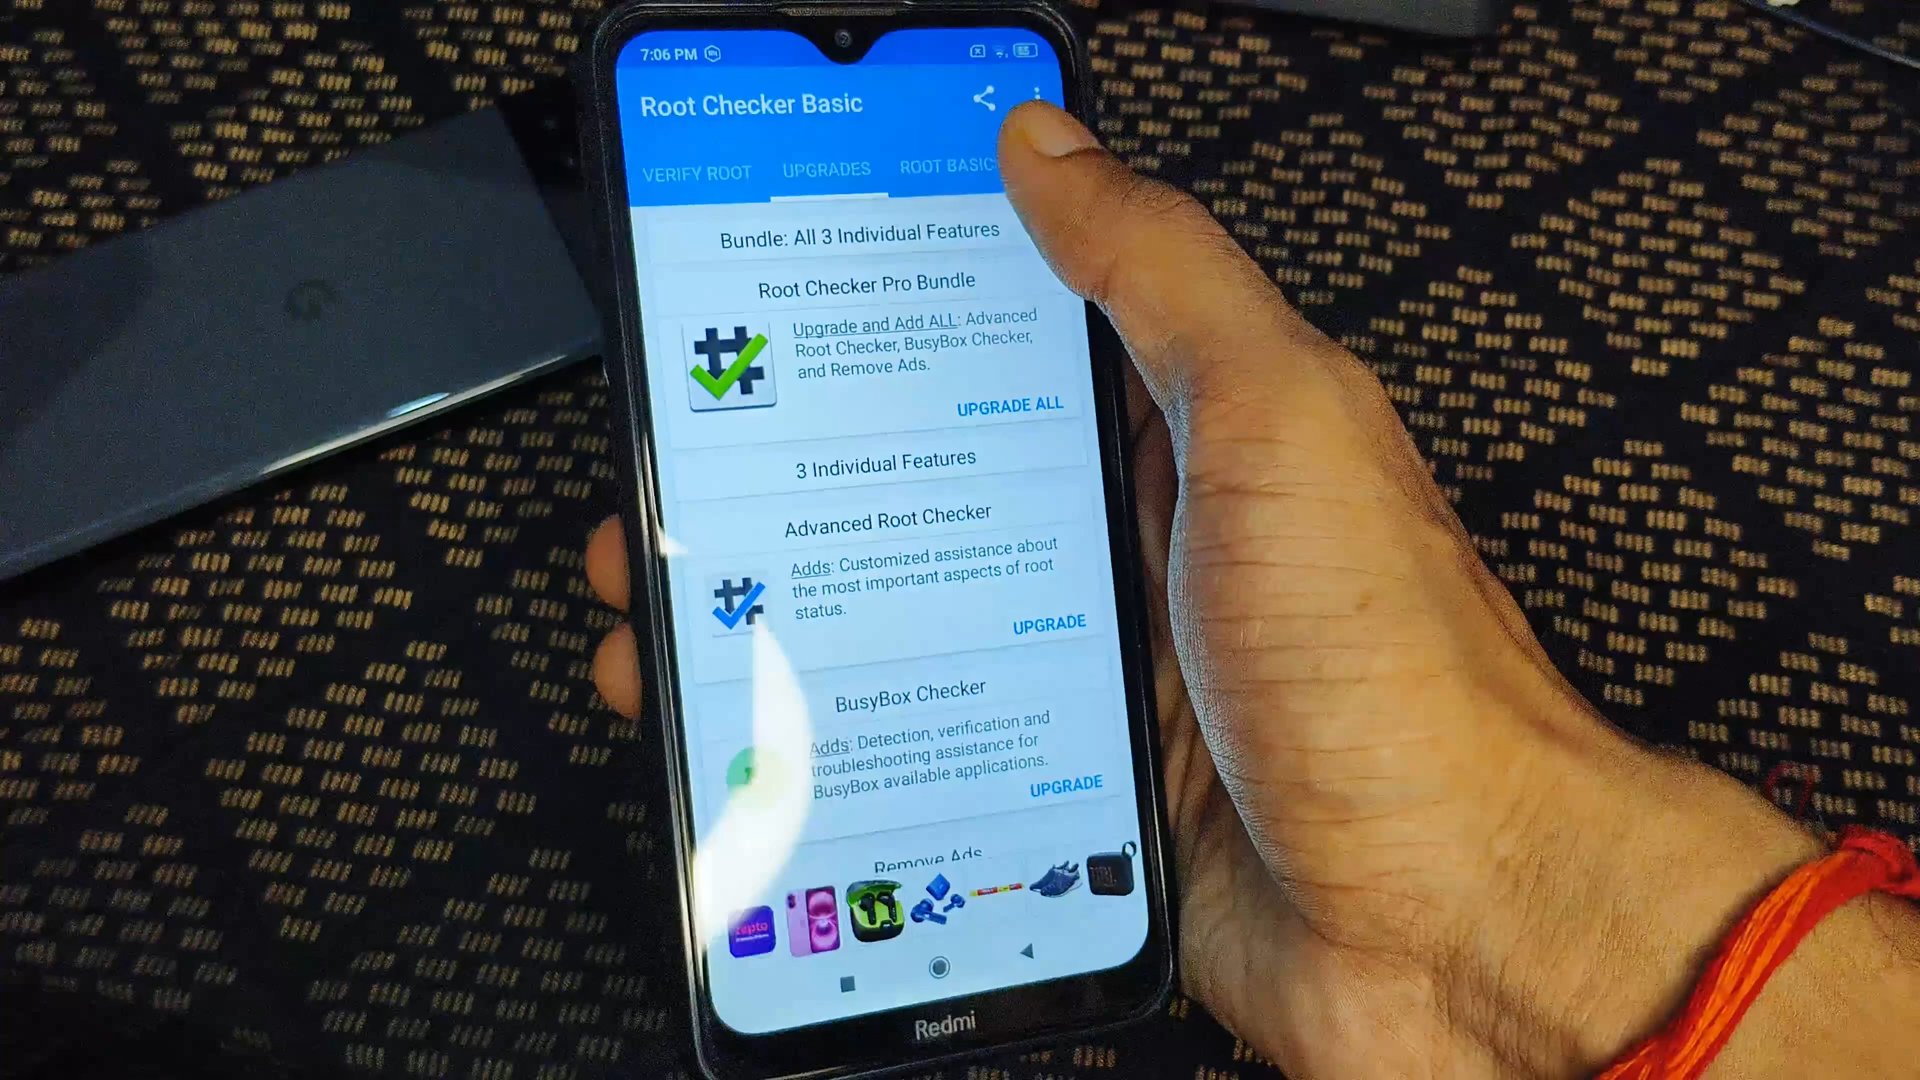 7:06 PM
Root Checker Basic
VERIFY ROOT UPGRADES ROOT BASIC
Bundle: All 3 Individual Features
Root Checker Pro Bundle
Upgrade and Add ALL: Advanced
Root Checker, BusyBox Checker,
and Remove Ads.
UPGRADE ALL
3 Individual Features
Advanced Root Checker
Adds: Customized assistance about
the most important aspects of root
status.
UPGRADE
BusyBox Checker
Adds: Detection, verification and
troubleshooting assistance for
BusyBox available applications.
UPGRADE
Remove Ads
zepto
JBL
Redmi